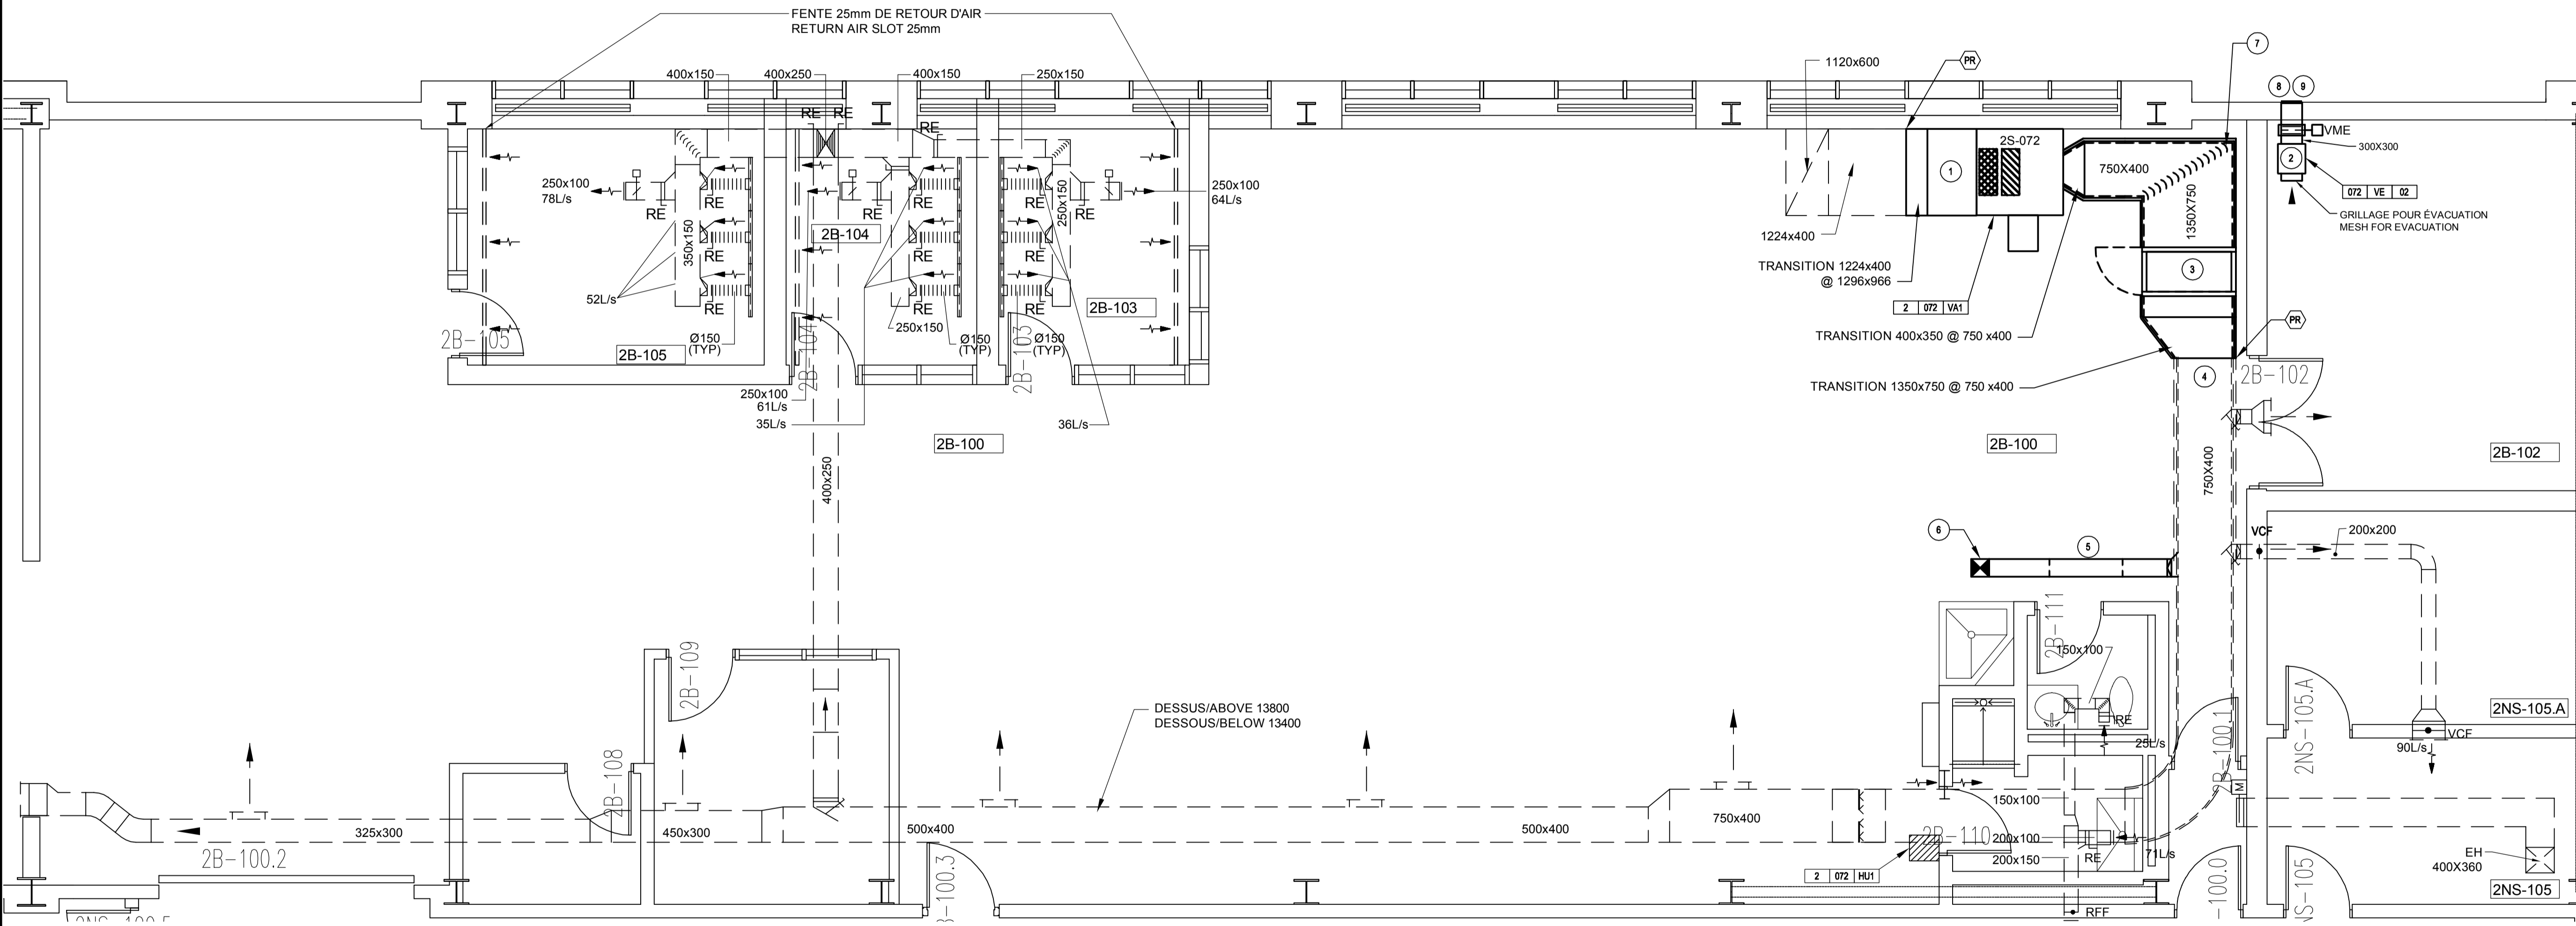 FENTE 25mm DE RETOUR D'AIR
RETURN AIR SLOT 25mm
400x150
400x250
400x150
250x150
1120x600
PR
7
8
9
RE
RE
RE
VME
300X300
2
2S-072
1
750X400
250x100
78L/s
250x100
64L/s
RE
RE
RE
RE
RE
RE
350x150
250x150
1350X750
072 VE 02
GRILLAGE POUR ÉVACUATION
MESH FOR EVACUATION
2B-104
1224x400
RE
RE
RE
TRANSITION 1224x400
@ 1296x966
3
52L/s
RE
RE
RE
2B-103
2 072 VA1
250x150
PR
2B-105
Ø150
(TYP)
2B-105
2B-104
Ø150
(TYP)
2B-103
Ø150
(TYP)
TRANSITION 400x350 @ 750 x400
4
2B-102
TRANSITION 1350x750 @ 750 x400
250x100
61L/s
35L/s
36L/s
2B-100
2B-100
2B-102
400x250
750X400
6
5
VCF
200x200
2B-111
150x100
2B-109
DESSUS/ABOVE 13800
DESSOUS/BELOW 13400
2NS-105.A
2NS-105.A
RE
25L/s
VCF
90L/s
2B-100.1
2B-108
M
150x100
325x300
450x300
500x400
500x400
750x400
2B-110
200x100
2B-100.2
200x150
RE
71L/s
EH
400X360
2 072 HU1
2B-100.3
2NS-105
-100.0
NS-105
RFF